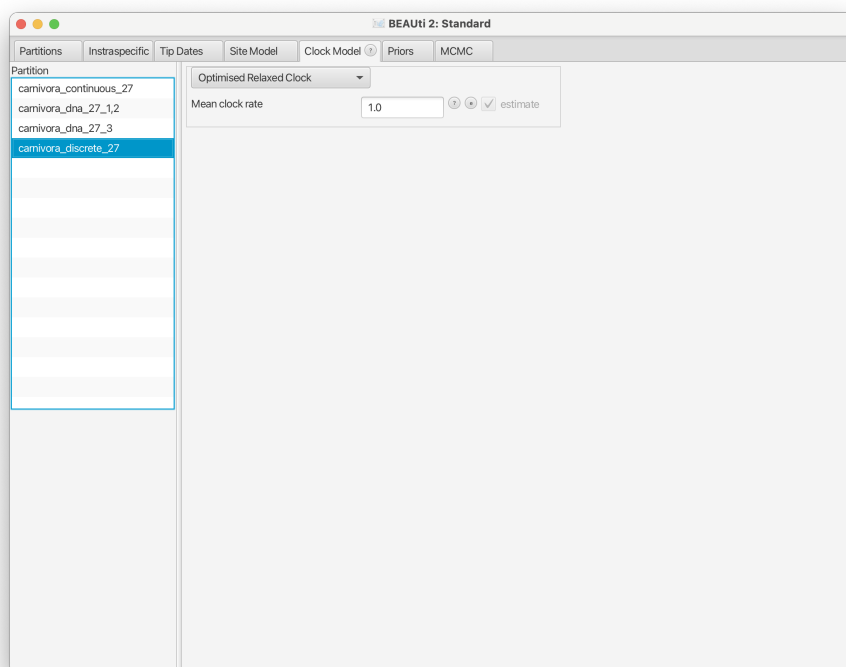 BEAUti 2: Standard
Partitions Instraspecific Tip Dates Site Model Clock Model ? Priors MCMC
Partition
carnivora_continuous_27
carnivora_dna_27_1,2
carnivora_dna_27_3
carnivora_discrete_27
Optimised Relaxed Clock
Mean clock rate 1.0 ? e estimate